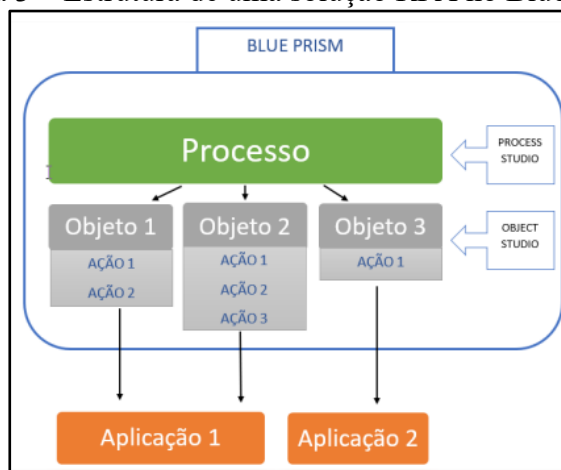 BLUE PRISM
Processo
PROCESS
STUDIO
Objeto 1
Objeto 2
Objeto 3
OBJECT
STUDIO
AÇÃO 1
AÇÃO 1
AÇÃO 1
AÇÃO 2
AÇÃO 2
AÇÃO 3
Aplicação 1
Aplicação 2